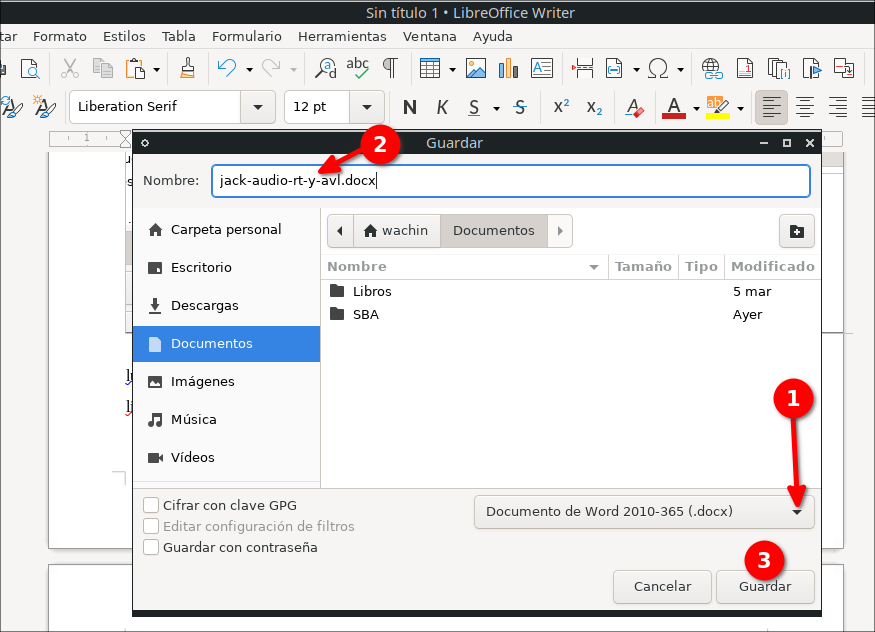 Sin título 1 • LibreOffice Writer
tar Formato Estilos Tabla Formulario Herramientas Ventana Ayuda
abc
Liberation Serif 12 pt N K S S X² X₂ A ab
1
2
Guardar
Nombre: jack-audio-rt-y-avl.docx
Carpeta personal
Escritorio
Descargas
Documentos
Imágenes
Música
Vídeos
wachin Documentos
Nombre Tamaño Tipo Modificado
Libros 5 mar
SBA Ayer
1
Cifrar con clave GPG
Editar configuración de filtros
Guardar con contraseña
Documento de Word 2010-365 (.docx)
3
Cancelar Guardar